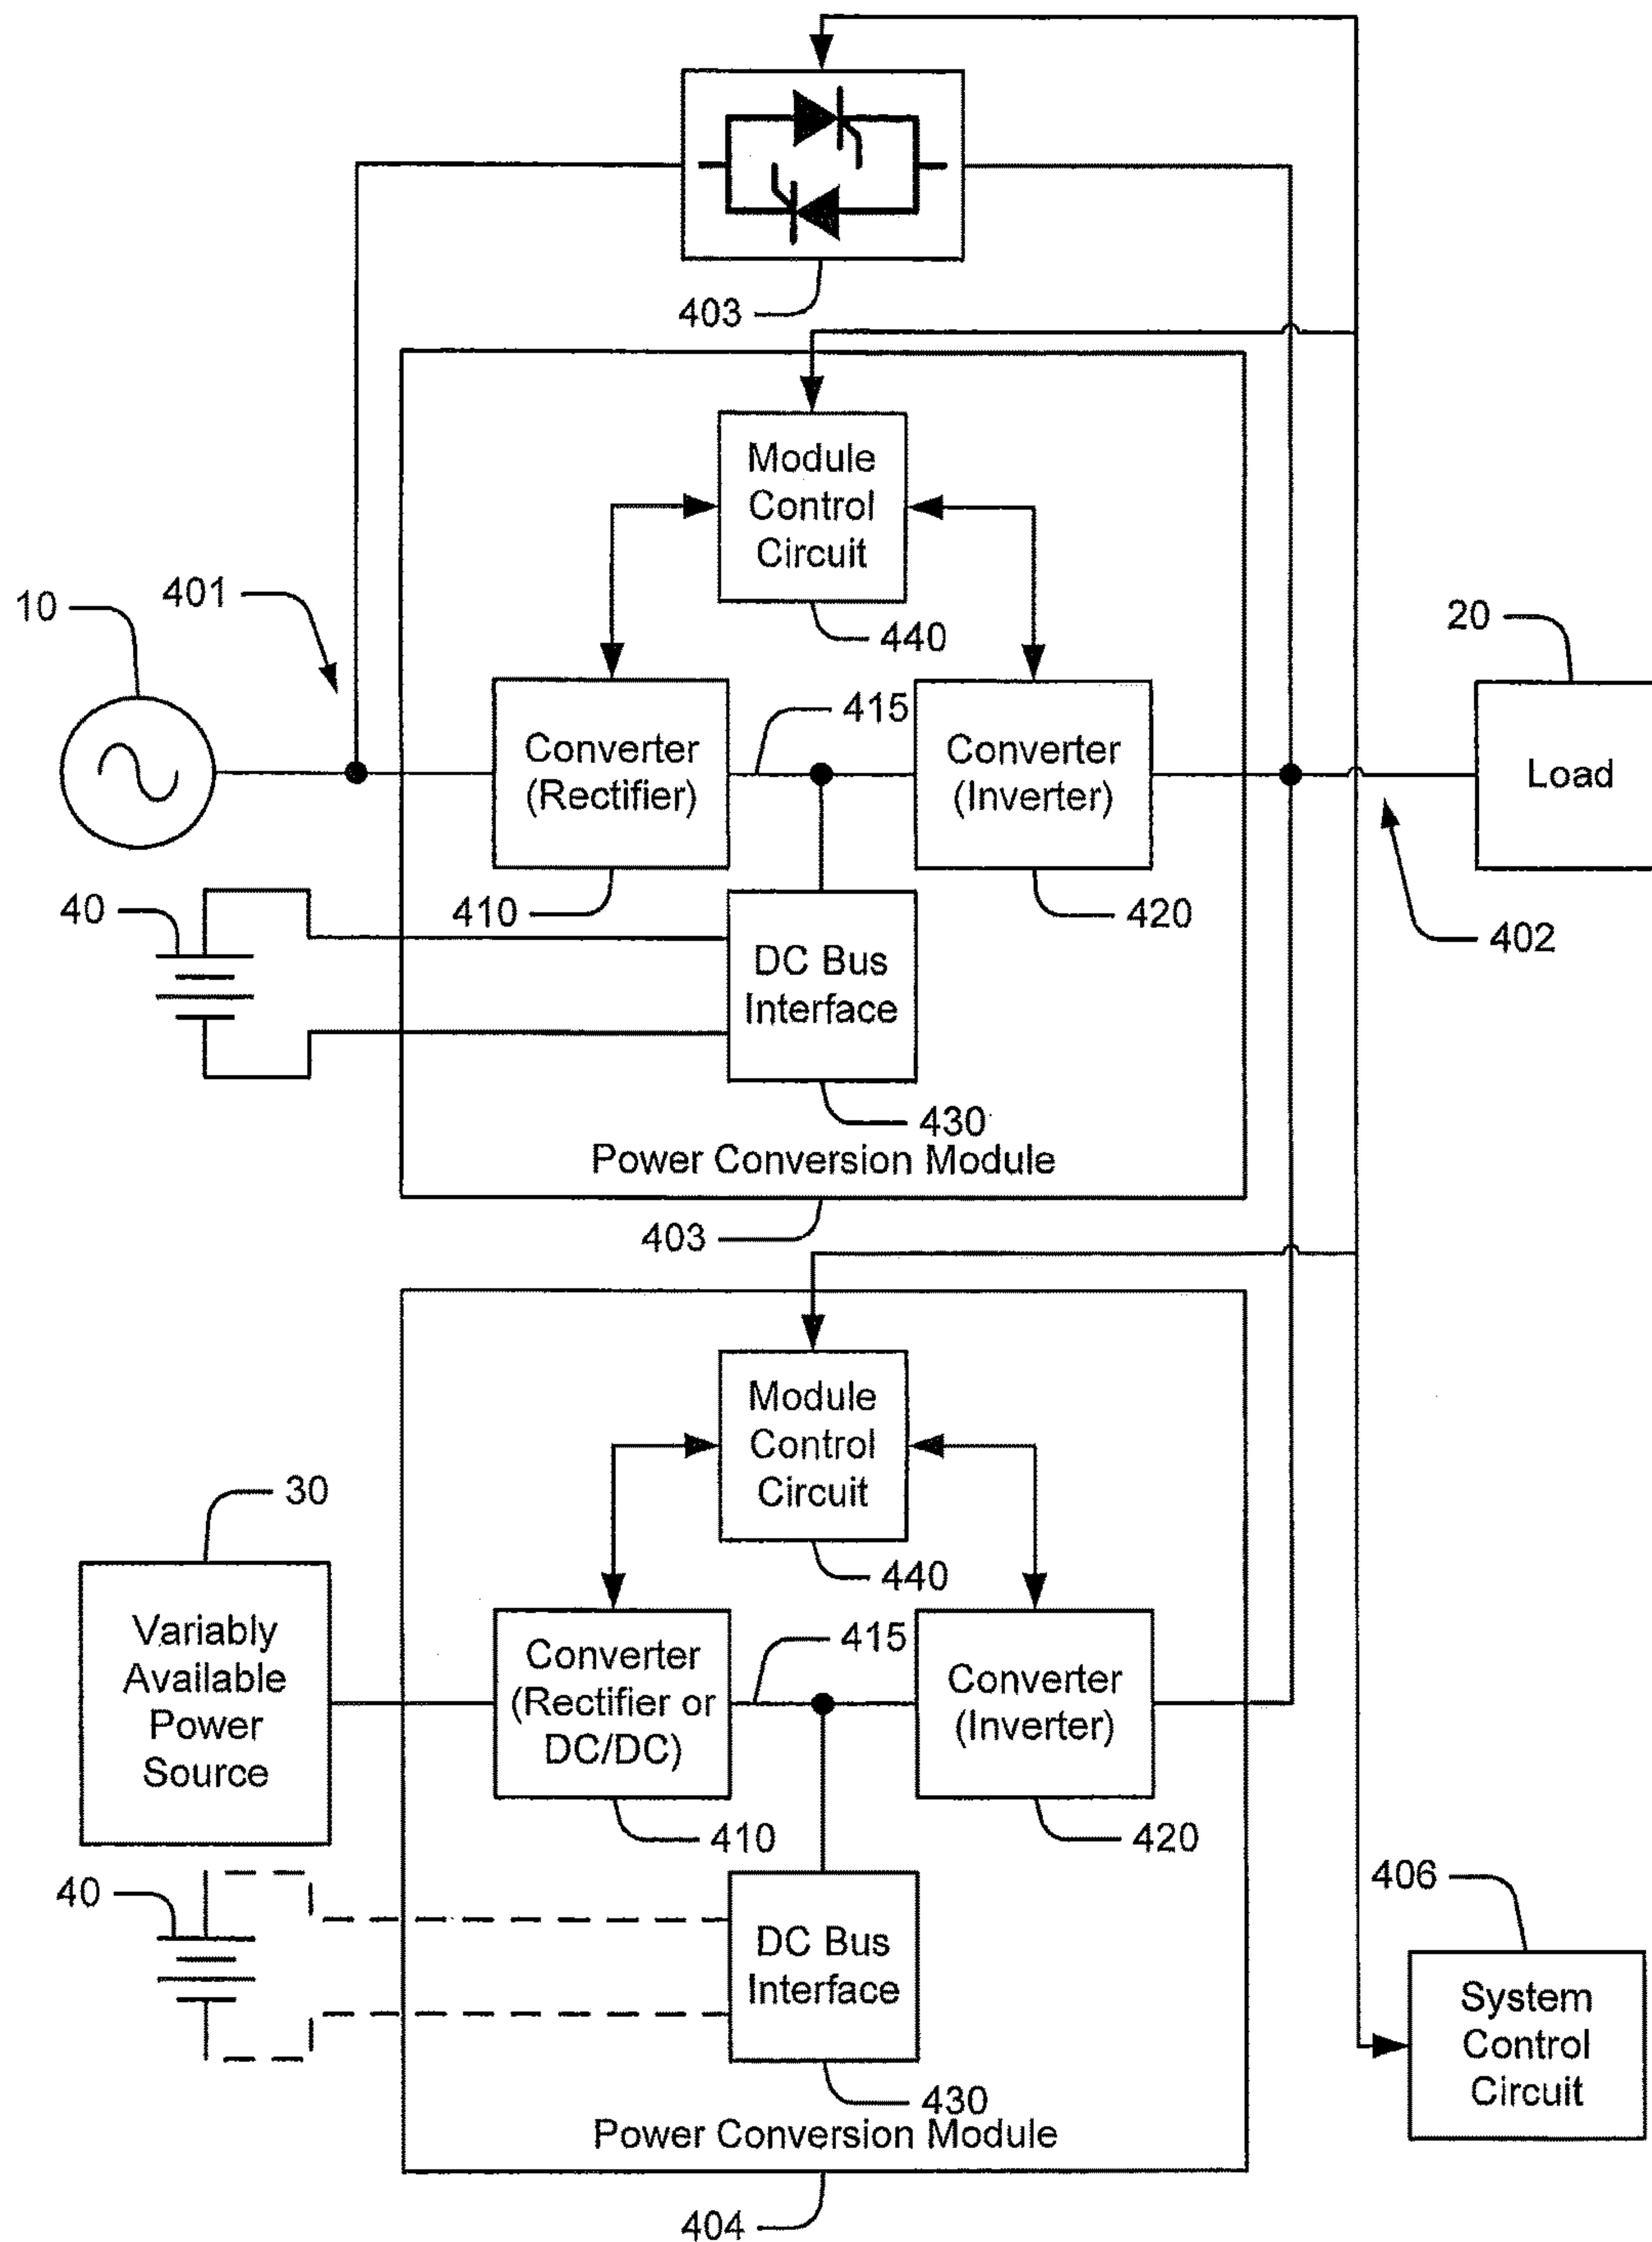 403
Module
Control
Circuit
440
401
10
20
415
Converter
(Rectifier)
Converter
(Inverter)
Load
410
420
40
402
DC Bus
Interface
430
Power Conversion Module
403
Module
Control
Circuit
440
30
415
Variably
Available
Power
Source
Converter
(Rectifier or
DC/DC)
Converter
(Inverter)
410
420
40
406
DC Bus
Interface
System
Control
Circuit
430
Power Conversion Module
404